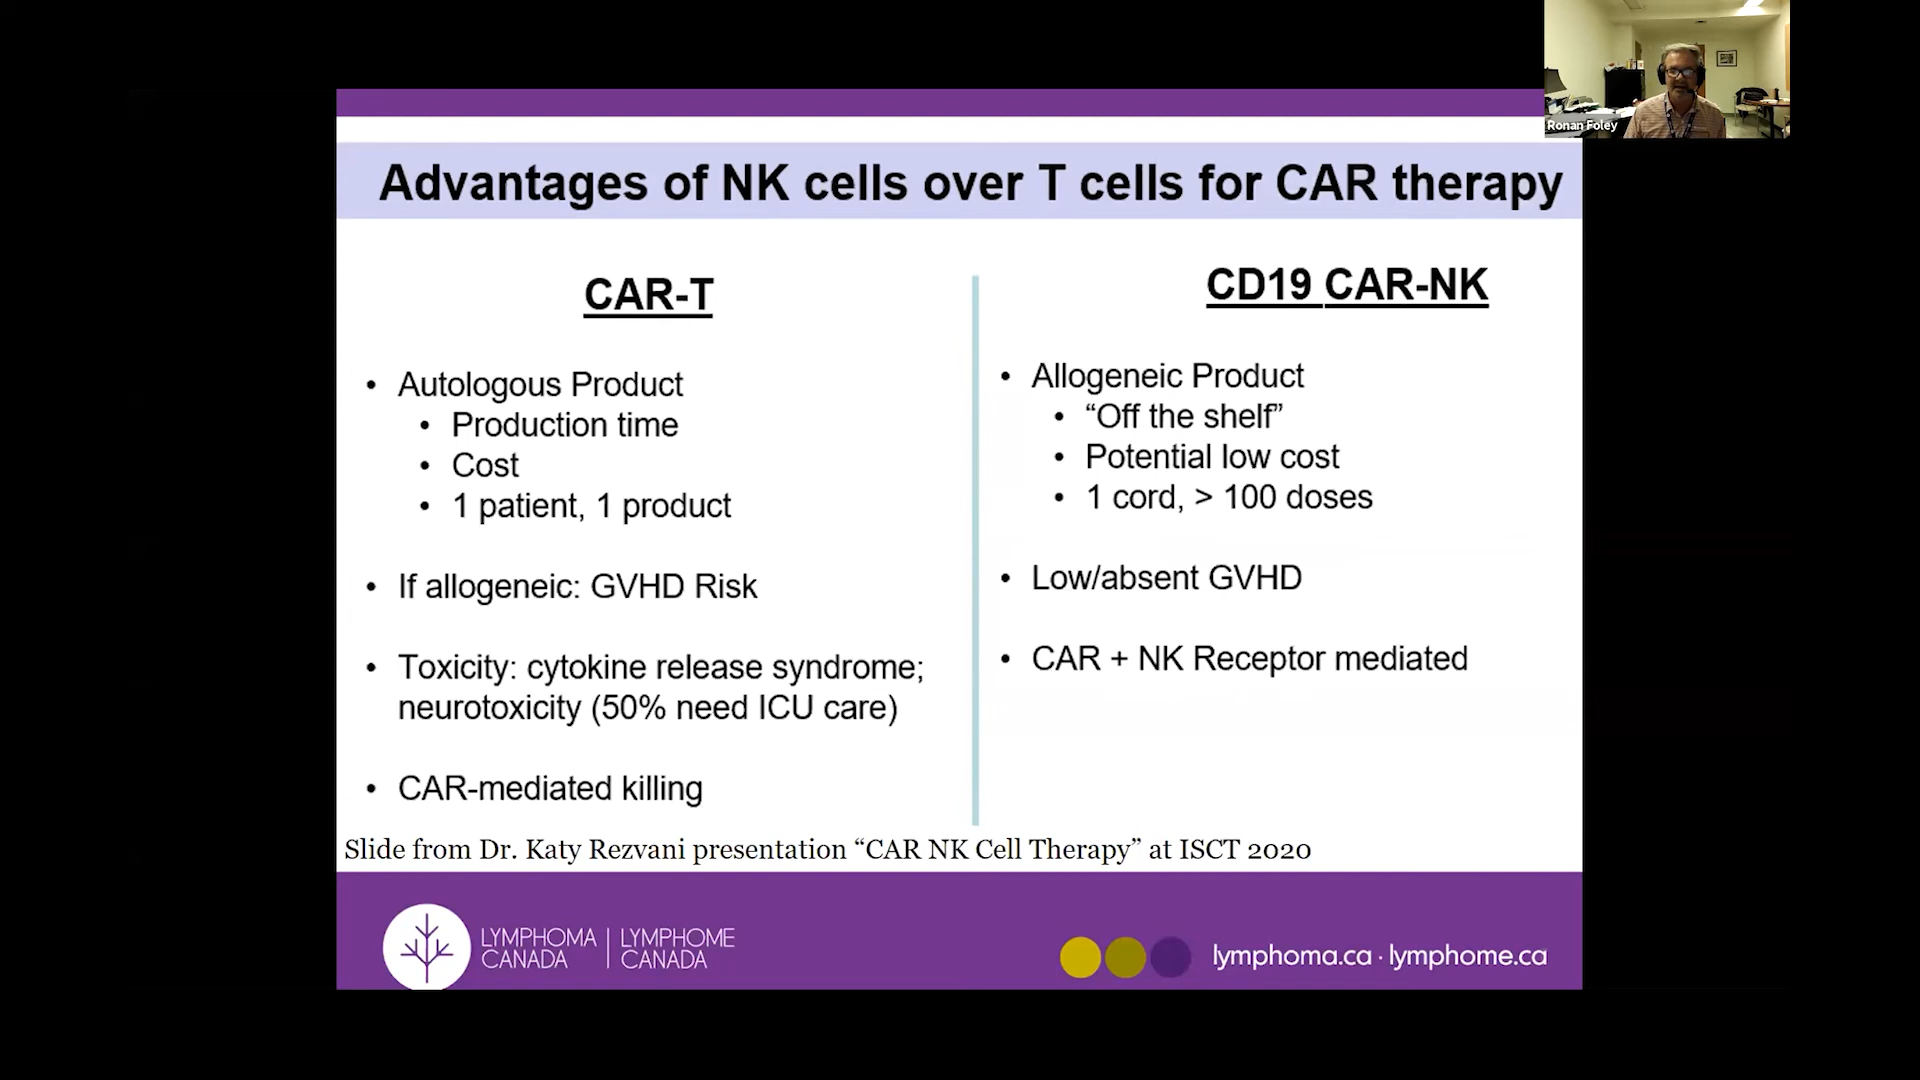 Ronan Foley
Advantages of NK cells over T cells for CAR therapy
CAR-T
• Autologous Product
• Production time
• Cost
• 1 patient, 1 product
• If allogeneic: GVHD Risk
• Toxicity: cytokine release syndrome;
neurotoxicity (50% need ICU care)
• CAR-mediated killing
CD19 CAR-NK
• Allogeneic Product
• “Off the shelf”
• Potential low cost
• 1 cord, > 100 doses
• Low/absent GVHD
• CAR + NK Receptor mediated
Slide from Dr. Katy Rezvani presentation “CAR NK Cell Therapy” at ISCT 2020
LYMPHOMA
CANADA
LYMPHOME
CANADA
lymphoma.ca · lymphome.ca